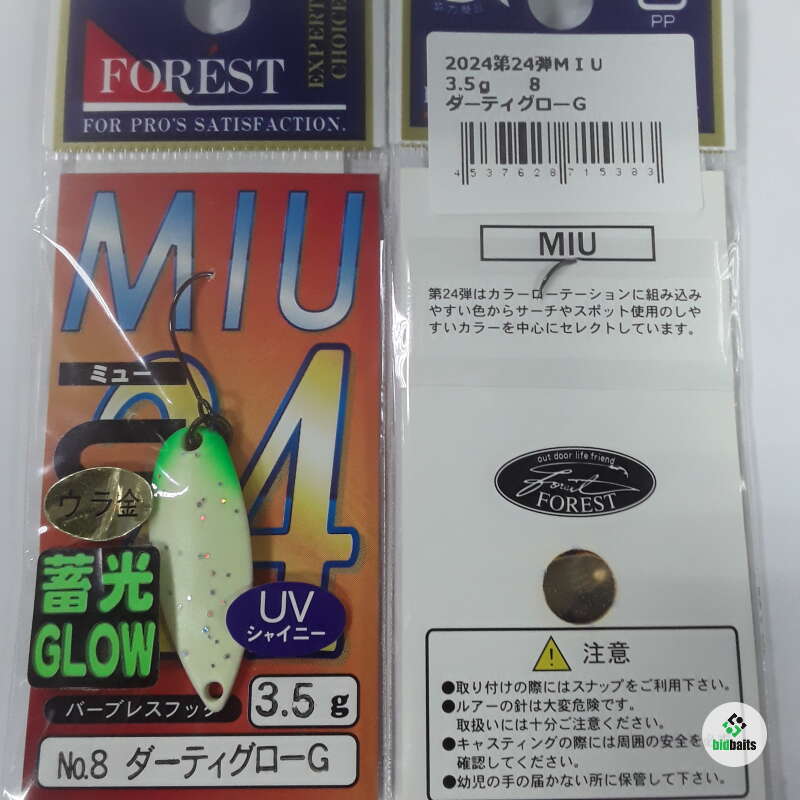 FOREST
EXPERT
CHOICE
FOR PRO'S SATISFACTION.
MIU
ミュー
24
ウラ金
蓄光
GLOW
UV
シャイニー
バーブレスフック
3.5g
No.8 ダーティグローG
PP
2024第24弾MIU
3.5g 8
ダーティグローG
4537628715383
MIU
第24弾はカラーローテーションに組み込み
やすい色からサーチやスポット使用のしや
すいカラーを中心にセレクトしています。
out door life friend
Forest
FOREST
注意
●取り付けの際にはスナップをご利用下さい。
●ルアーの針は大変危険です。
取扱いには十分ご注意ください。
●キャスティングの際には周囲の安全を
確認してください。
●幼児の手の届かない所に保管して下さい。
bidbaits